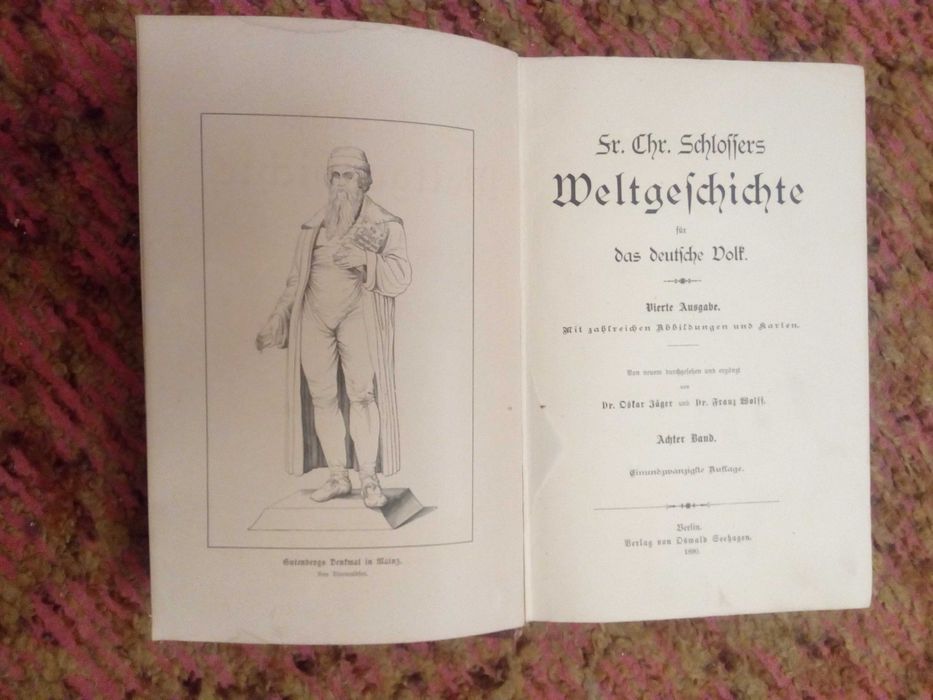 Gutenbergs Denkmal in Mainz.
Von Thorwaldsen.
Fr. Chr. Schloſſers
Weltgeſchichte
für
das deutſche Volk.
Vierte Ausgabe.
Mit zahlreichen Abbildungen und Karten.
Von neuem durchgeſehen und ergänzt
von
Dr. Oskar Jäger und Dr. Franz Wolff.
Achter Band.
Einundzwanzigſte Auflage.
Berlin.
Verlag von Oswald Seehagen.